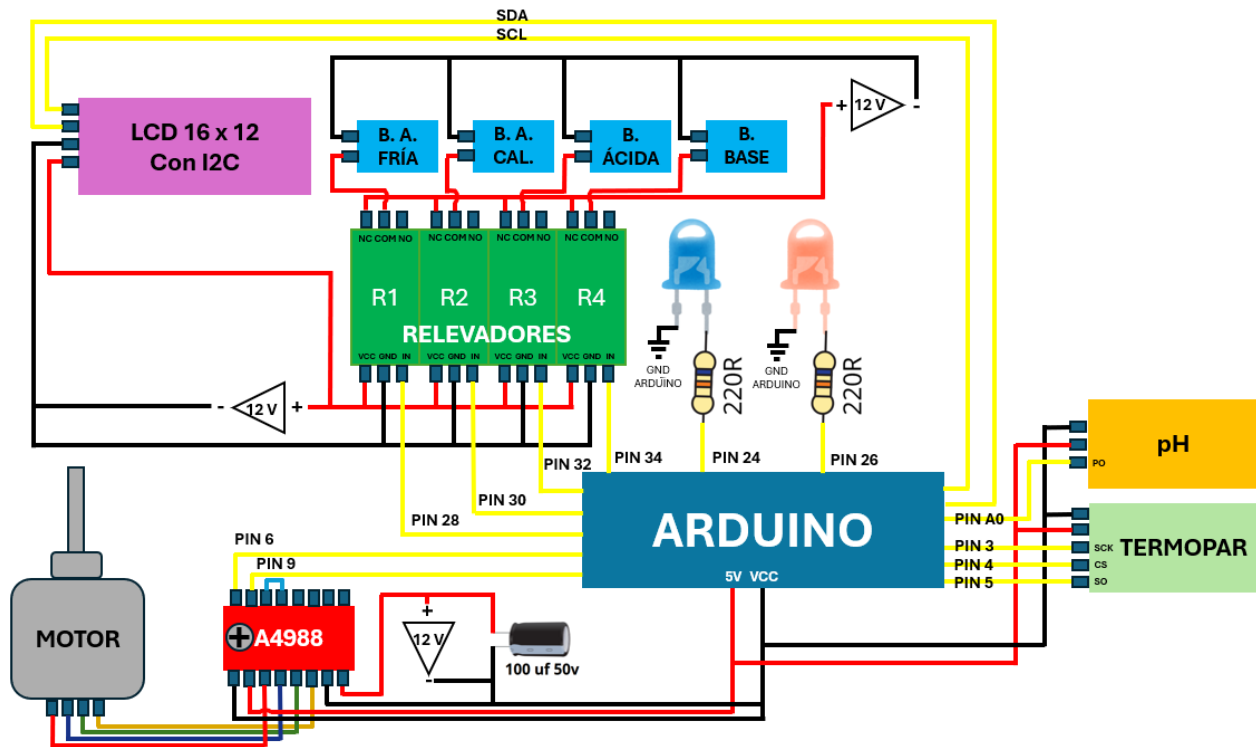 SDA
SCL
LCD 16 x 12
Con I2C
B. A.
FRÍA
B. A.
CAL.
B.
ÁCIDA
B.
BASE
+ 12 V -
NC COM NO
NC COM NO
NC COM NO
NC COM NO
R1
R2
R3
R4
RELEVADORES
VCC GND IN
VCC GND IN
VCC GND IN
VCC GND IN
GND
ARDUINO
220R
GND
ARDUINO
220R
- 12 V +
PIN 32
PIN 34
PIN 24
PIN 26
PIN 30
PIN 28
PIN 6
PIN 9
ARDUINO
5V VCC
PIN A0
PIN 3
PIN 4
PIN 5
pH
PO
TERMOPAR
SCK
CS
SO
MOTOR
A4988
+
12 V
-
100 uf 50v